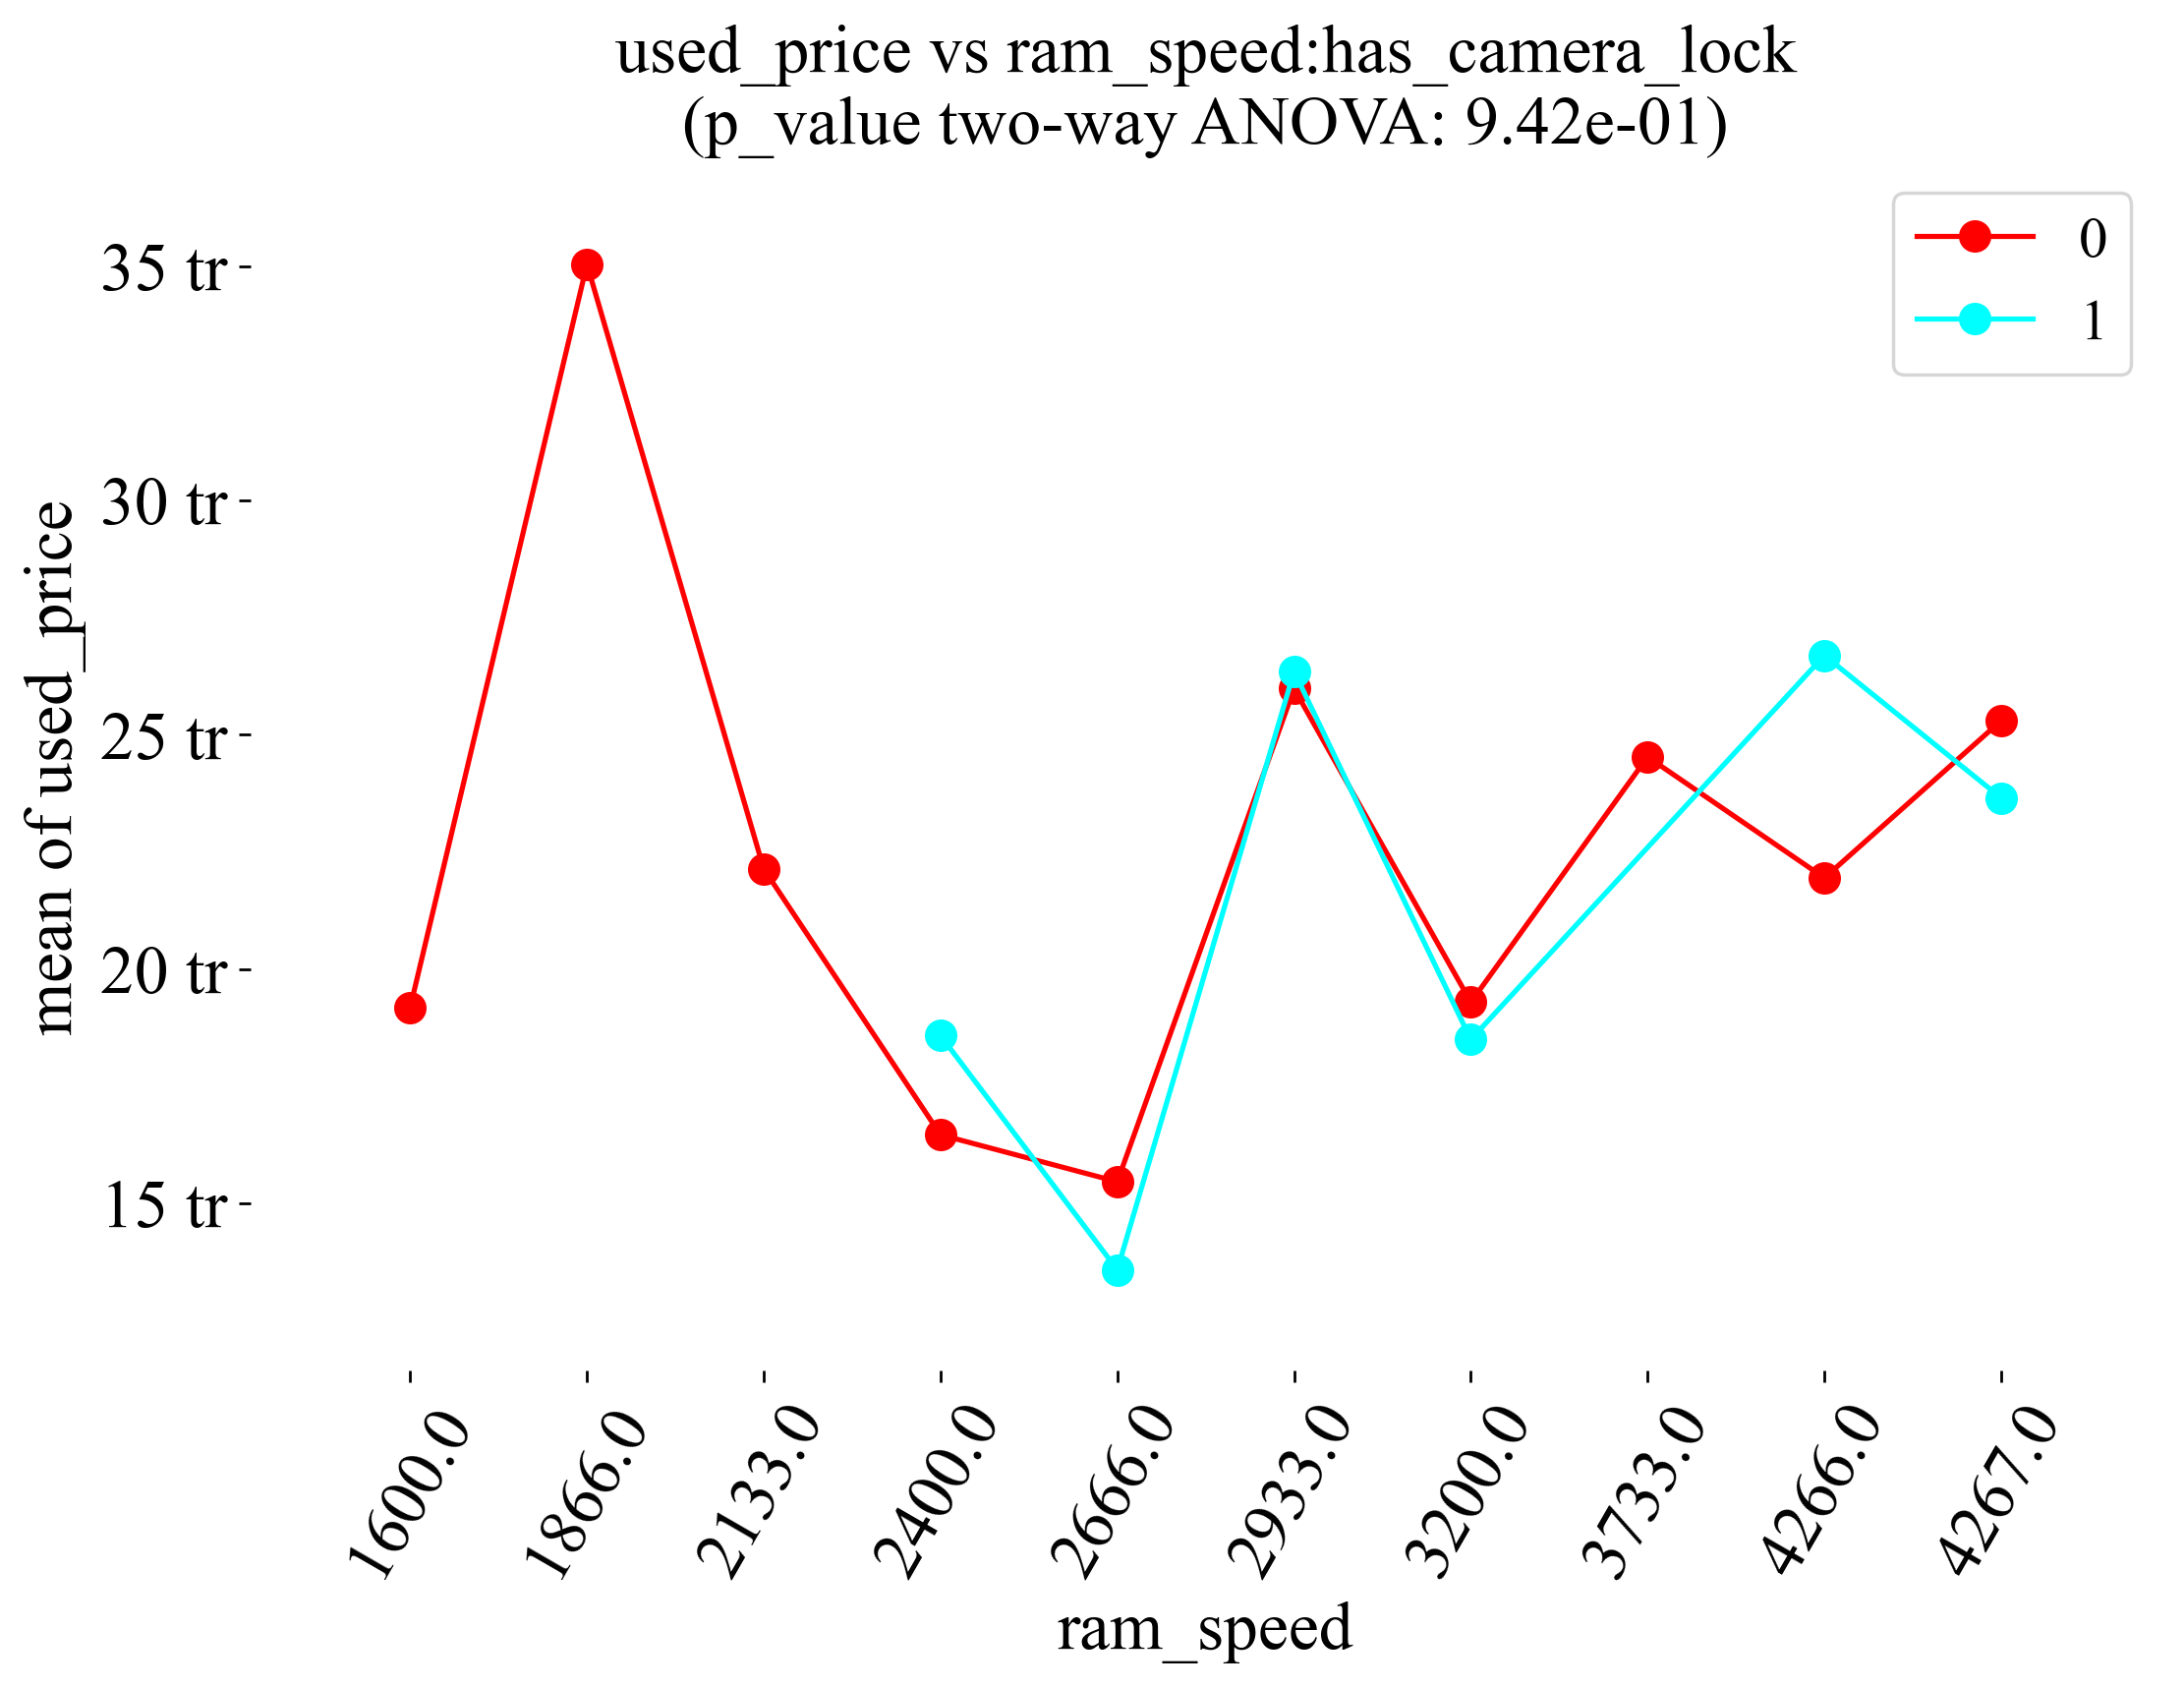 used_price vs ram_speed:has_camera_lock
(p_value two-way ANOVA: 9.42e-01)
0
1
mean of used_price
35 tr
30 tr
25 tr
20 tr
15 tr
1600.0
1866.0
2133.0
2400.0
2666.0
2933.0
3200.0
3733.0
4266.0
4267.0
ram_speed